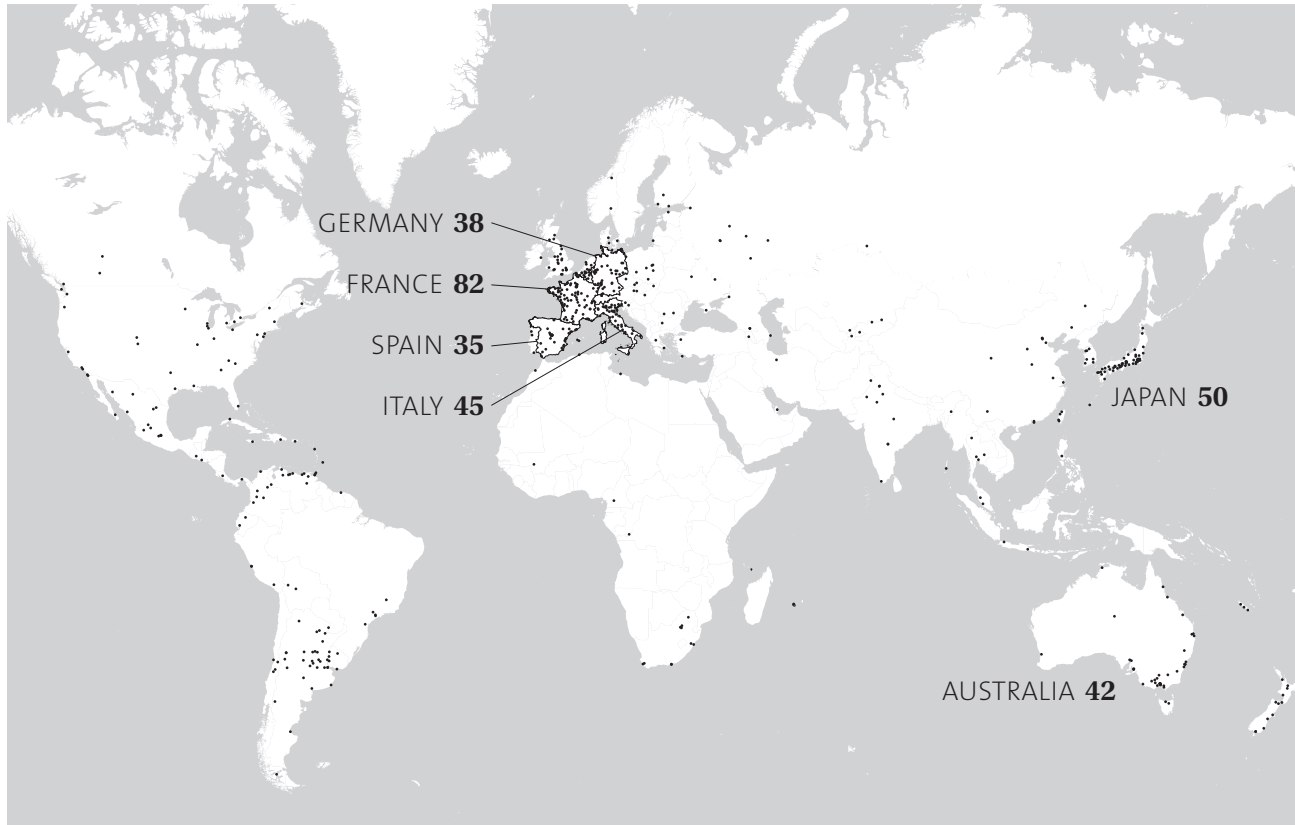 GERMANY 38
FRANCE 82
SPAIN 35
ITALY 45
JAPAN 50
AUSTRALIA 42